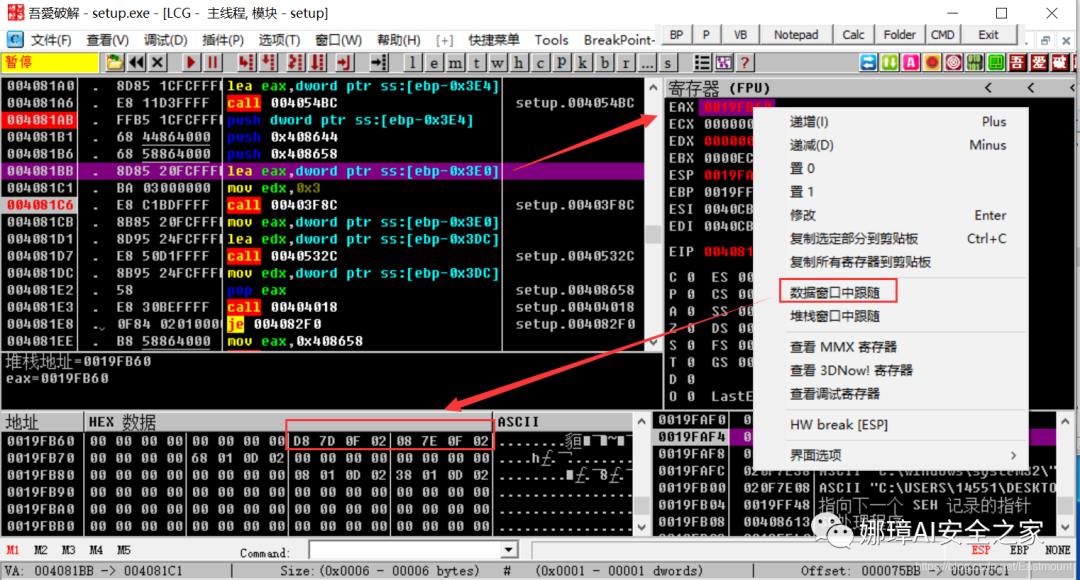 吾愛破解 - setup.exe - [LCG - 主线程, 模块 - setup]
文件(F) 查看(V) 调试(D) 插件(P) 选项(T) 窗口(W) 帮助(H) [+] 快捷菜单 Tools BreakPoint- BP P VB Notepad Calc Folder CMD Exit
暂停 l e m t w h c P k b r ... s ?
004081A0 . 8D85 1CFCFFFF lea eax,dword ptr ss:[ebp-0x3E4]
004081A6 . E8 11D3FFFF call 004054BC setup.004054BC
004081AB . FFB5 1CFCFFFF push dword ptr ss:[ebp-0x3E4]
004081B1 . 68 44864000 push 0x408644
004081B6 . 68 58864000 push 0x408658
004081BB . 8D85 20FCFFFF lea eax,dword ptr ss:[ebp-0x3E0]
004081C1 . BA 03000000 mov edx,0x3
004081C6 . E8 C1BDFFFF call 00403F8C setup.00403F8C
004081CB . 8B85 20FCFFFF mov eax,dword ptr ss:[ebp-0x3E0]
004081D1 . 8D95 24FCFFFF lea edx,dword ptr ss:[ebp-0x3DC]
004081D7 . E8 50D1FFFF call 0040532C setup.0040532C
004081DC . 8B95 24FCFFFF mov edx,dword ptr ss:[ebp-0x3DC]
004081E2 . 58 pop eax setup.00408658
004081E3 . E8 30BEFFFF call 00404018 setup.00404018
004081E8 . 0F84 02010000 je 004082F0 setup.004082F0
004081EE . B8 58864000 mov eax,0x408658
堆栈地址=0019FB60
eax=0019FB60
寄存器 (FPU) < < <
EAX 0019FB60
ECX 000000
EDX 000000
EBX 0000EC
ESP 0019FA
EBP 0019FF
ESI 0040CB
EDI 0040CB
EIP 004081
C 0 ES 00
P 0 CS 00
A 0 SS 00
Z 0 DS 00
S 0 FS 00
T 0 GS 00
D 0
O 0 LastE
递增(I) Plus
递减(D) Minus
置 0
置 1
修改 Enter
复制选定部分到剪贴板 Ctrl+C
复制所有寄存器到剪贴板
数据窗口中跟随
堆栈窗口中跟随
查看 MMX 寄存器
查看 3DNow! 寄存器
查看调试寄存器
HW break [ESP]
界面选项
地址 HEX 数据 ASCII
0019FB60 00 00 00 00 00 00 00 00 D8 7D 0F 02 08 7E 0F 02
0019FB70 00 00 00 00 68 01 0D 02 00 00 00 00 00 00 00 00
0019FB80 00 00 00 00 00 00 00 00 08 01 0D 02 38 01 0D 02
0019FB90 00 00 00 00 00 00 00 00 00 00 00 00 00 00 00 00
0019FBA0 00 00 00 00 00 00 00 00 00 00 00 00 00 00 00 00
0019FBB0 00 00 00 00 00 00 00 00 00 00 00 00 00 00 00 00
0019FAF0
0019FAF4
0019FAF8
0019FAFC 020F7E38 ASCII "C:\Windows\system32\"
0019FB00 020F7E08 ASCII "C:\USERS\14551\DESKTO
0019FB04 0019FF48 指向下一个 SEH 记录的指针
0019FB08 00408613
娜璋AI安全之家
M1 M2 M3 M4 M5 Command: ESP EBP NONE
VA: 004081BB -> 004081C1 Size:(0x0006 - 00006 bytes) # (0x0001 - 00001 dwords) Offset: 000075BB -> 000075C1